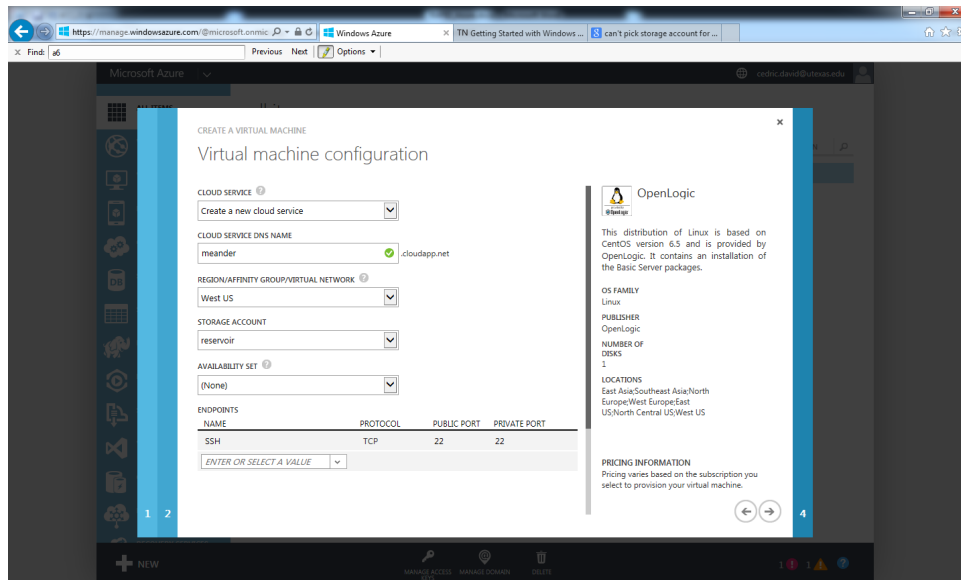 https://manage.windowsazure.com/@microsoft.onmic
Windows Azure
TN Getting Started with Windows ...
can't pick storage account for ...
Find: a6
Previous Next Options
Microsoft Azure
cedric.david@utexas.edu
ALL ITEMS
CREATE A VIRTUAL MACHINE
Virtual machine configuration
CLOUD SERVICE
Create a new cloud service
CLOUD SERVICE DNS NAME
meander .cloudapp.net
REGION/AFFINITY GROUP/VIRTUAL NETWORK
West US
STORAGE ACCOUNT
reservoir
AVAILABILITY SET
(None)
ENDPOINTS
NAME PROTOCOL PUBLIC PORT PRIVATE PORT
SSH TCP 22 22
ENTER OR SELECT A VALUE
OpenLogic
This distribution of Linux is based on
CentOS version 6.5 and is provided by
OpenLogic. It contains an installation of
the Basic Server packages.
OS FAMILY
Linux
PUBLISHER
OpenLogic
NUMBER OF
DISKS
1
LOCATIONS
East Asia;Southeast Asia;North
Europe;West Europe;East
US;North Central US;West US
PRICING INFORMATION
Pricing varies based on the subscription you
select to provision your virtual machine.
1 2
4
DB
NEW
MANAGE ACCESS
KEYS
MANAGE DOMAIN
DELETE
1 1